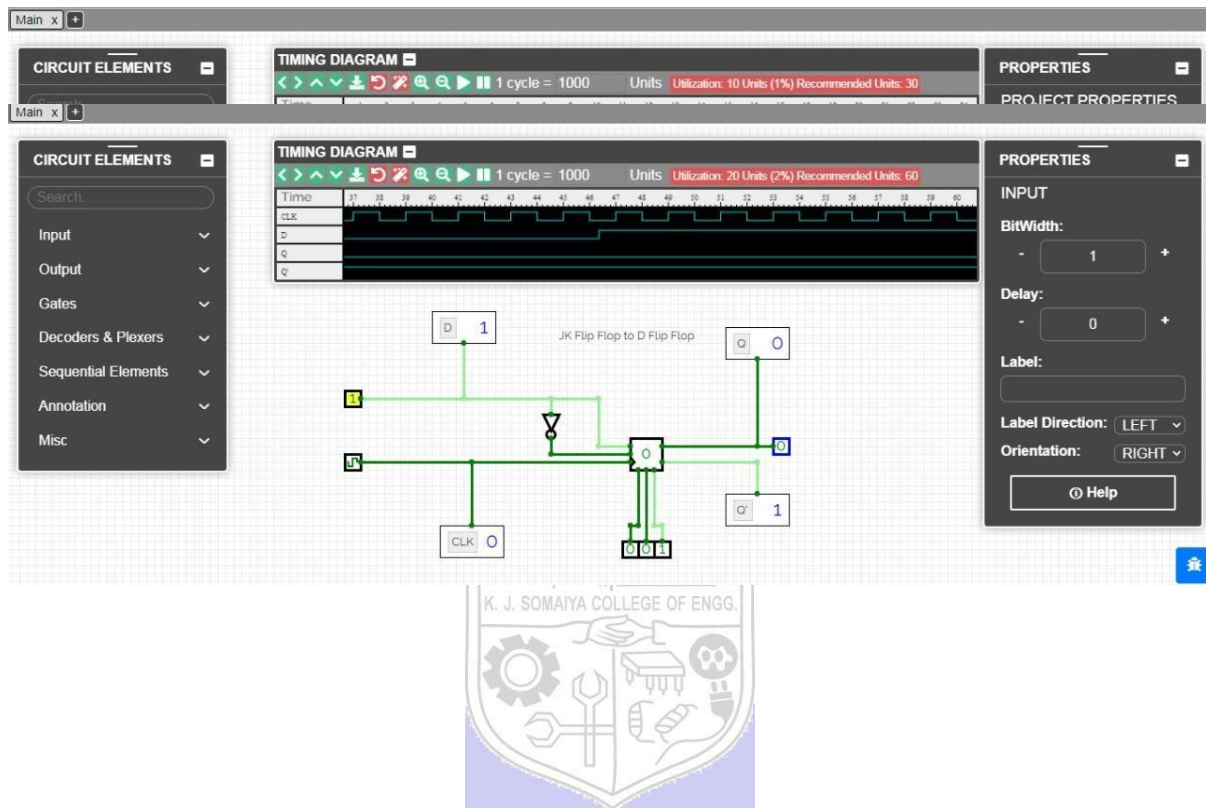 Main x +
CIRCUIT ELEMENTS
TIMING DIAGRAM
1 cycle = 1000 Units Utilization: 10 Units (1%) Recommended Units: 30
PROPERTIES
PROJECT PROPERTIES
Main x +
CIRCUIT ELEMENTS
Search..
Input
Output
Gates
Decoders & Plexers
Sequential Elements
Annotation
Misc
TIMING DIAGRAM
1 cycle = 1000 Units Utilization: 20 Units (2%) Recommended Units: 60
Time 37 38 39 40 41 42 43 44 45 46 47 48 49 50 51 52 53 54 55 56 57 58 59 60
CLK
D
Q
Q'
PROPERTIES
INPUT
BitWidth:
- 1 +
Delay:
- 0 +
Label:
Label Direction: LEFT
Orientation: RIGHT
Help
D 1
JK Flip Flop to D Flip Flop
Q 0
1
0
0
Q' 1
CLK 0
0 0 1
K. J. SOMAIYA COLLEGE OF ENGG.